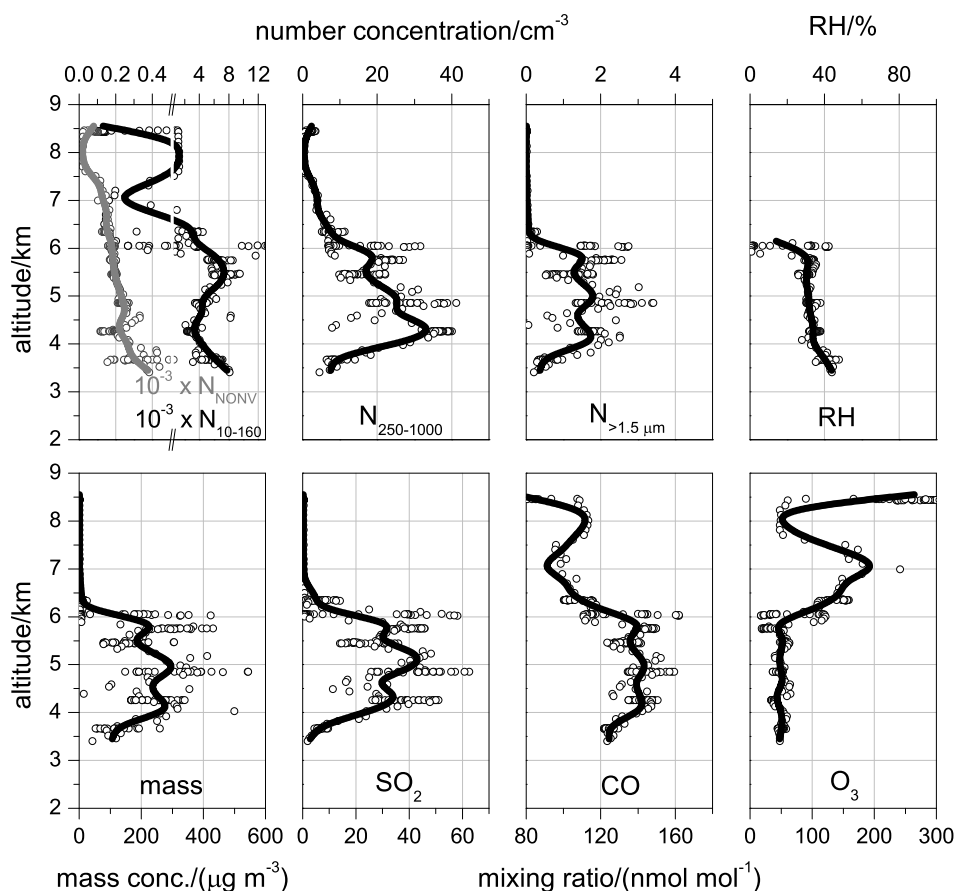 number concentration/cm⁻³ RH/%
0.0 0.2 0.4 4 8 12 0 20 40 0 2 4 0 40 80
9
8
7
6
5
4
3
2
altitude/km
10⁻³ x N_NONV
10⁻³ x N_10-160 N_250-1000 N_>1.5 μm RH
9
8
7
6
5
4
3
2
altitude/km
mass SO₂ CO O₃
0 200 400 600 0 20 40 60 80 120 160 0 100 200 300
mass conc./(μg m⁻³) mixing ratio/(nmol mol⁻¹)